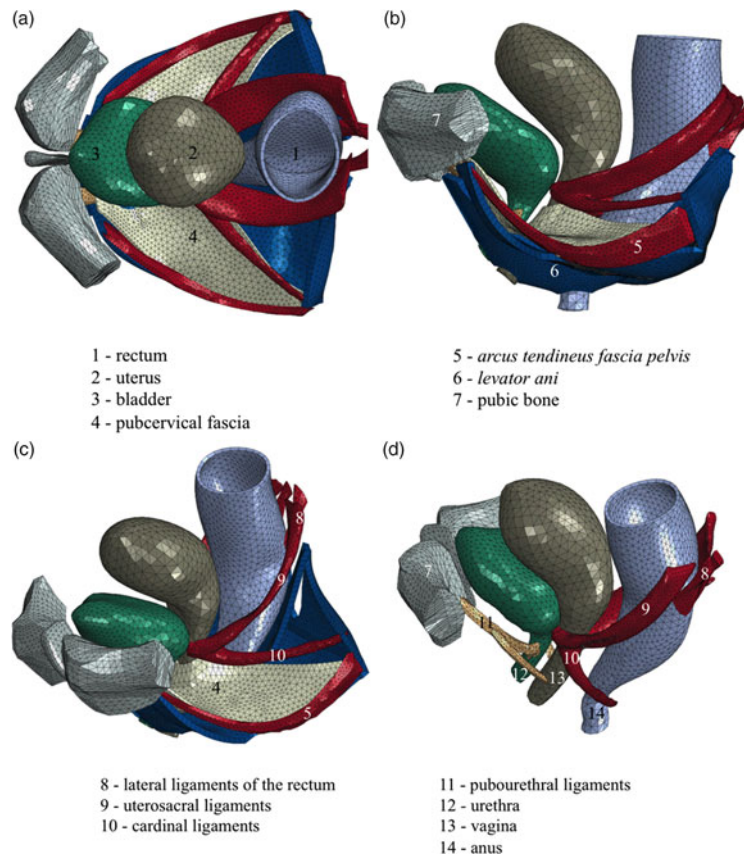 (a)
(b)
7
3
2
1
4
5
6
1 - rectum
2 - uterus
3 - bladder
4 - pubcervical fascia
5 - arcus tendineus fascia pelvis
6 - levator ani
7 - pubic bone
(c)
(d)
8
9
10
4
5
7
8
9
11
10
12
13
14
8 - lateral ligaments of the rectum
9 - uterosacral ligaments
10 - cardinal ligaments
11 - pubourethral ligaments
12 - urethra
13 - vagina
14 - anus